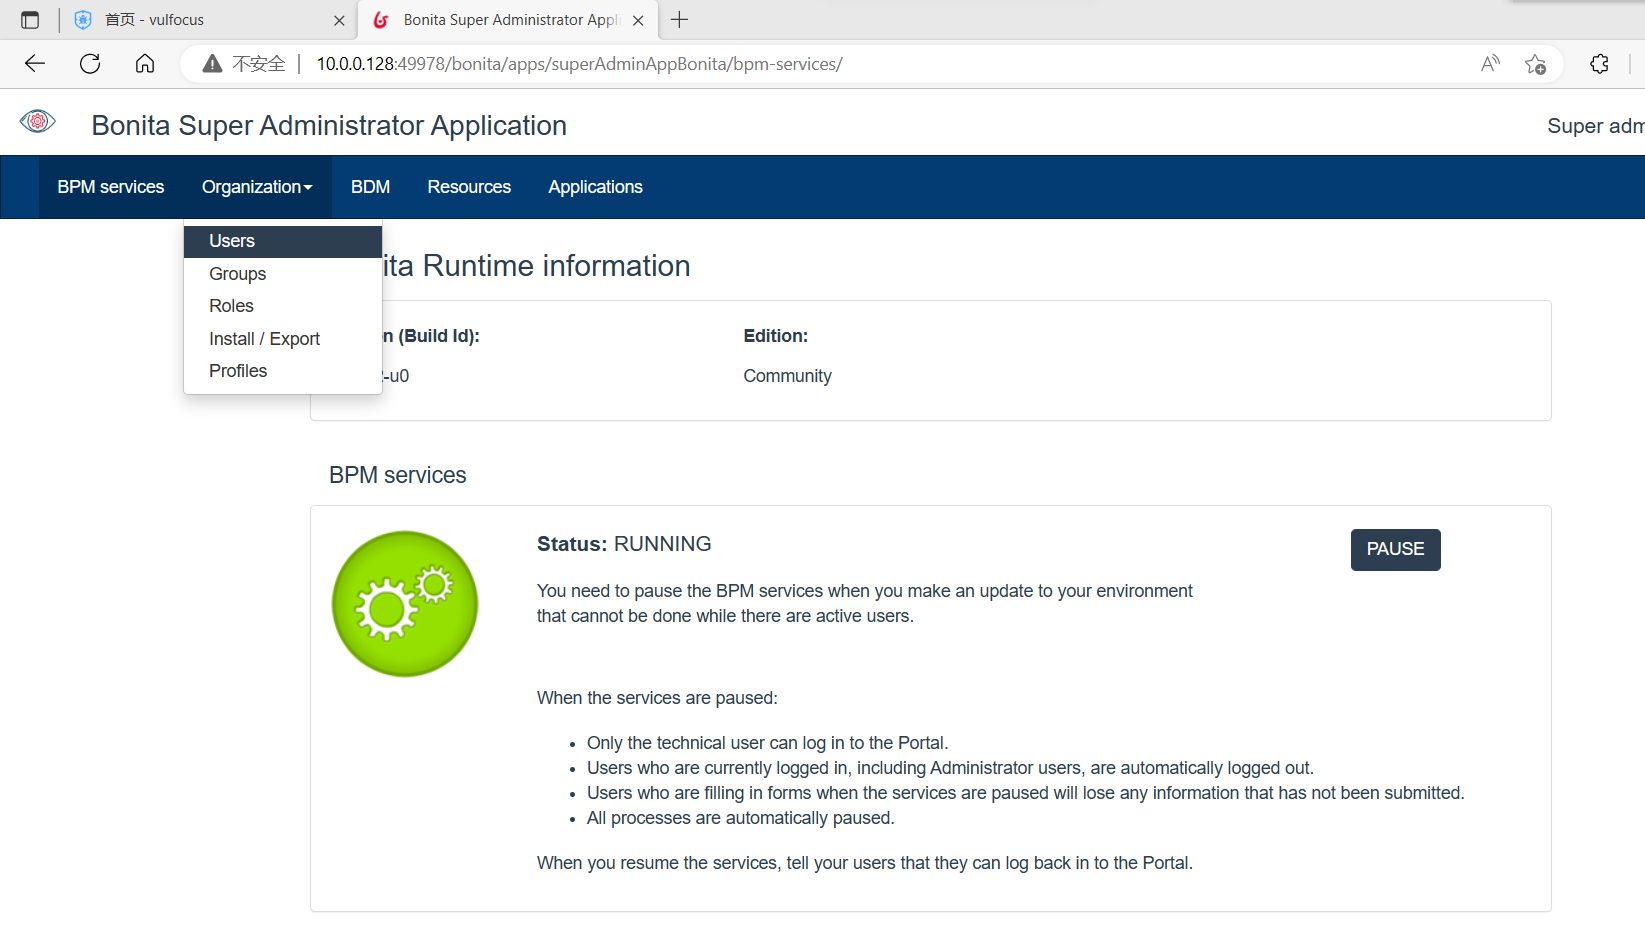 首页 - vulfocus
Bonita Super Administrator Appli
不安全 10.0.0.128:49978/bonita/apps/superAdminAppBonita/bpm-services/
Bonita Super Administrator Application
Super adm
BPM services Organization BDM Resources Applications
Users
Groups
Roles
Install / Export
Profiles
ita Runtime information
n (Build Id): Edition:
-u0 Community
BPM services
Status: RUNNING
PAUSE
You need to pause the BPM services when you make an update to your environment
that cannot be done while there are active users.
When the services are paused:
Only the technical user can log in to the Portal.
Users who are currently logged in, including Administrator users, are automatically logged out.
Users who are filling in forms when the services are paused will lose any information that has not been submitted.
All processes are automatically paused.
When you resume the services, tell your users that they can log back in to the Portal.